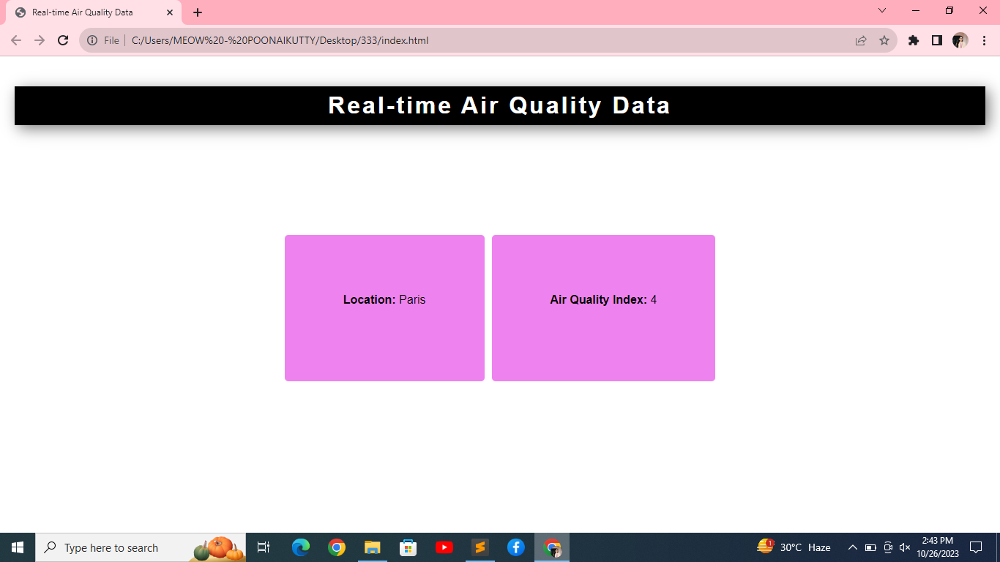 Real-time Air Quality Data
File
C:/Users/MEOW%20-%20POONAIKUTTY/Desktop/333/index.html
Real-time Air Quality Data
Location: Paris
Air Quality Index: 4
Type here to search
1
30°C Haze
2:43 PM
10/26/2023